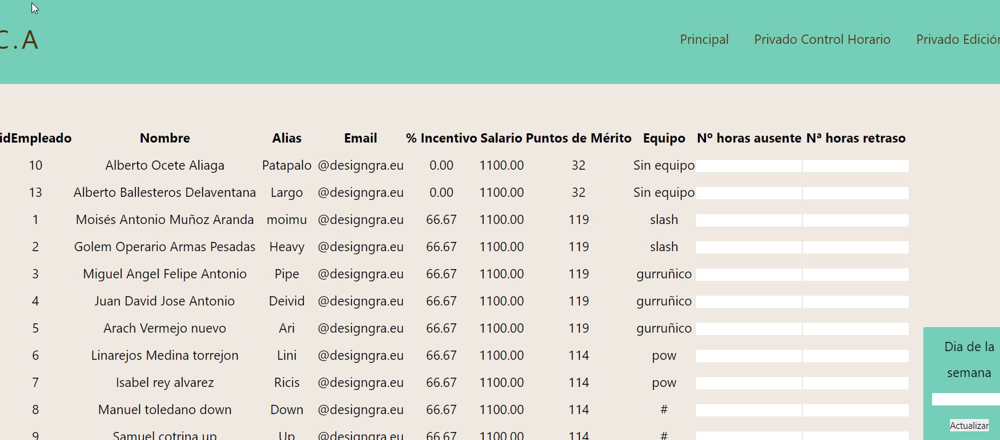 C.A
Principal Privado Control Horario Privado Edición
idEmpleado Nombre Alias Email % Incentivo Salario Puntos de Mérito Equipo Nº horas ausente Nª horas retraso
10 Alberto Ocete Aliaga Patapalo @designgra.eu 0.00 1100.00 32 Sin equipo
13 Alberto Ballesteros Delaventana Largo @designgra.eu 0.00 1100.00 32 Sin equipo
1 Moisés Antonio Muñoz Aranda moimu @designgra.eu 66.67 1100.00 119 slash
2 Golem Operario Armas Pesadas Heavy @designgra.eu 66.67 1100.00 119 slash
3 Miguel Angel Felipe Antonio Pipe @designgra.eu 66.67 1100.00 119 gurruñico
4 Juan David Jose Antonio Deivid @designgra.eu 66.67 1100.00 119 gurruñico
5 Arach Vermejo nuevo Ari @designgra.eu 66.67 1100.00 119 gurruñico
6 Linarejos Medina torrejon Lini @designgra.eu 66.67 1100.00 114 pow
7 Isabel rey alvarez Ricis @designgra.eu 66.67 1100.00 114 pow
8 Manuel toledano down Down @designgra.eu 66.67 1100.00 114 #
9 Samuel cotrina up Up @designgra.eu 66.67 1100.00 114 #
Dia de la
semana
Actualizar